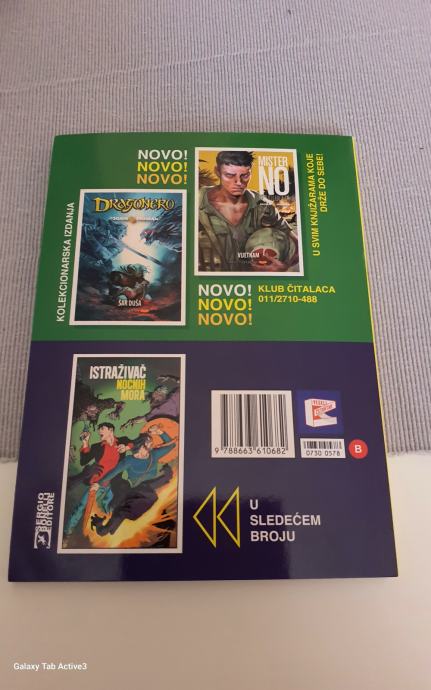 NOVO!
NOVO!
NOVO!
KOLEKCIONARSKA IZDANJA
DRAGONERO
ŠAR DUŠA
MISTER
NO
VIJETNAM
U SVIM KNJIŽARAMA KOJE
DRŽE DO SEBE!
NOVO!
NOVO!
NOVO!
KLUB ČITALACA
011/2710-488
ISTRAŽIVAČ
NOĆNIH
MORA
9 788663 610682
0730 0578
B
SERGIO
BONELLI
EDITORE
U
SLEDEĆEM
BROJU
Galaxy Tab Active3